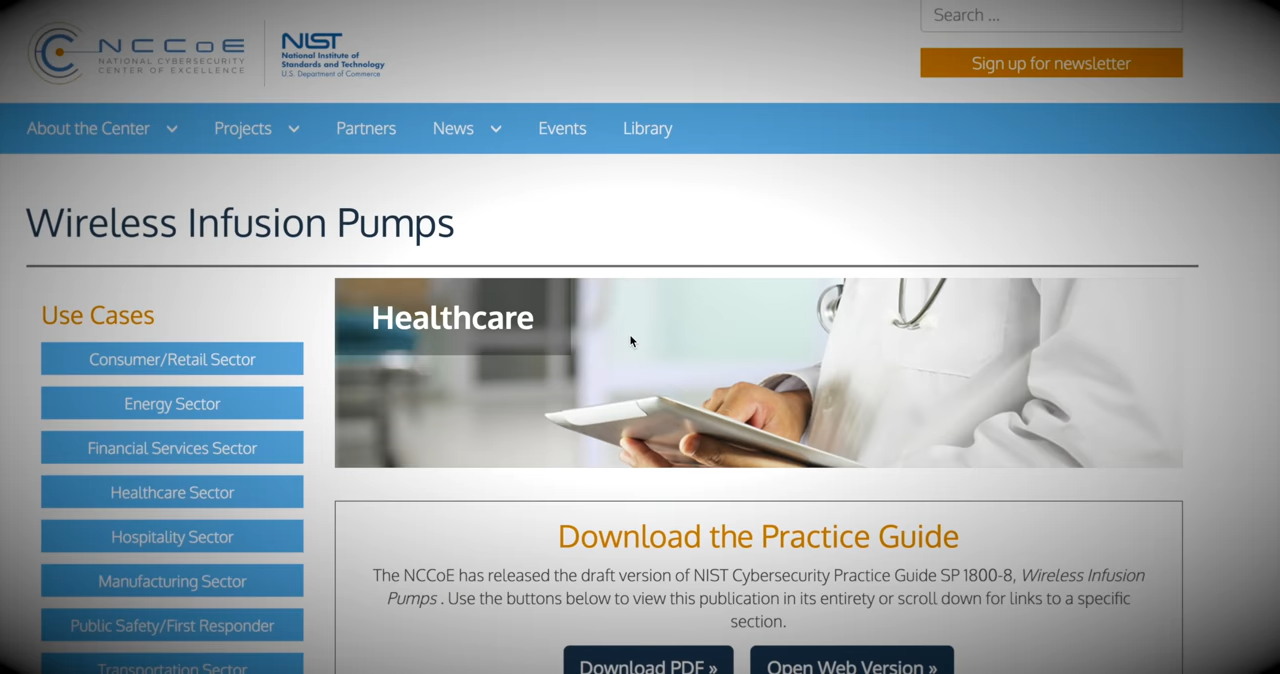 NCCoE
NATIONAL CYBERSECURITY
CENTER OF EXCELLENCE
NIST
National Institute of
Standards and Technology
U.S. Department of Commerce
Search ...
Sign up for newsletter
About the Center
Projects
Partners
News
Events
Library
Wireless Infusion Pumps
Use Cases
Consumer/Retail Sector
Energy Sector
Financial Services Sector
Healthcare Sector
Hospitality Sector
Manufacturing Sector
Public Safety/First Responder
Transportation Sector
Healthcare
Download the Practice Guide
The NCCoE has released the draft version of NIST Cybersecurity Practice Guide SP 1800-8, Wireless Infusion
Pumps . Use the buttons below to view this publication in its entirety or scroll down for links to a specific
section.
Download PDF »
Open Web Version »